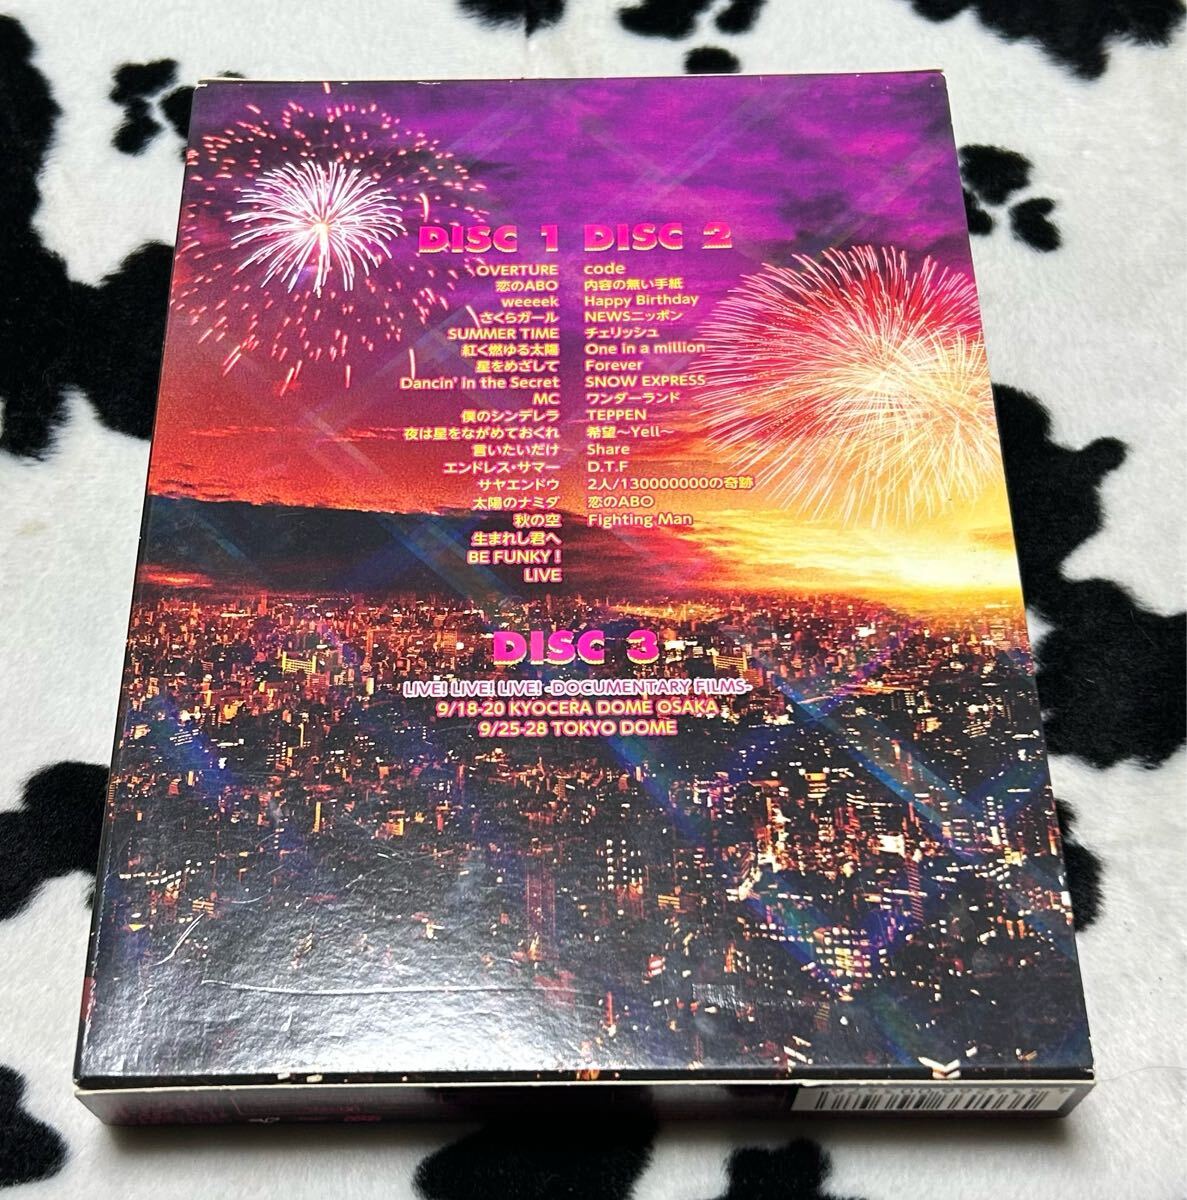 DISC 1
OVERTURE
恋のABO
weeeek
さくらガール
SUMMER TIME
紅く燃ゆる太陽
星をめざして
Dancin' in the Secret
MC
僕のシンデレラ
夜は星をながめておくれ
言いたいだけ
エンドレス・サマー
サヤエンドウ
太陽のナミダ
秋の空
生まれし君へ
BE FUNKY!
LIVE
DISC 2
code
内容の無い手紙
Happy Birthday
NEWSニッポン
チェリッシュ
One in a million
Forever
SNOW EXPRESS
ワンダーランド
TEPPEN
希望〜Yell〜
Share
D.T.F
2人/130000000の奇跡
恋のABO
Fighting Man
DISC 3
LIVE! LIVE! LIVE! -DOCUMENTARY FILMS-
9/18-20 KYOCERA DOME OSAKA
9/25-28 TOKYO DOME